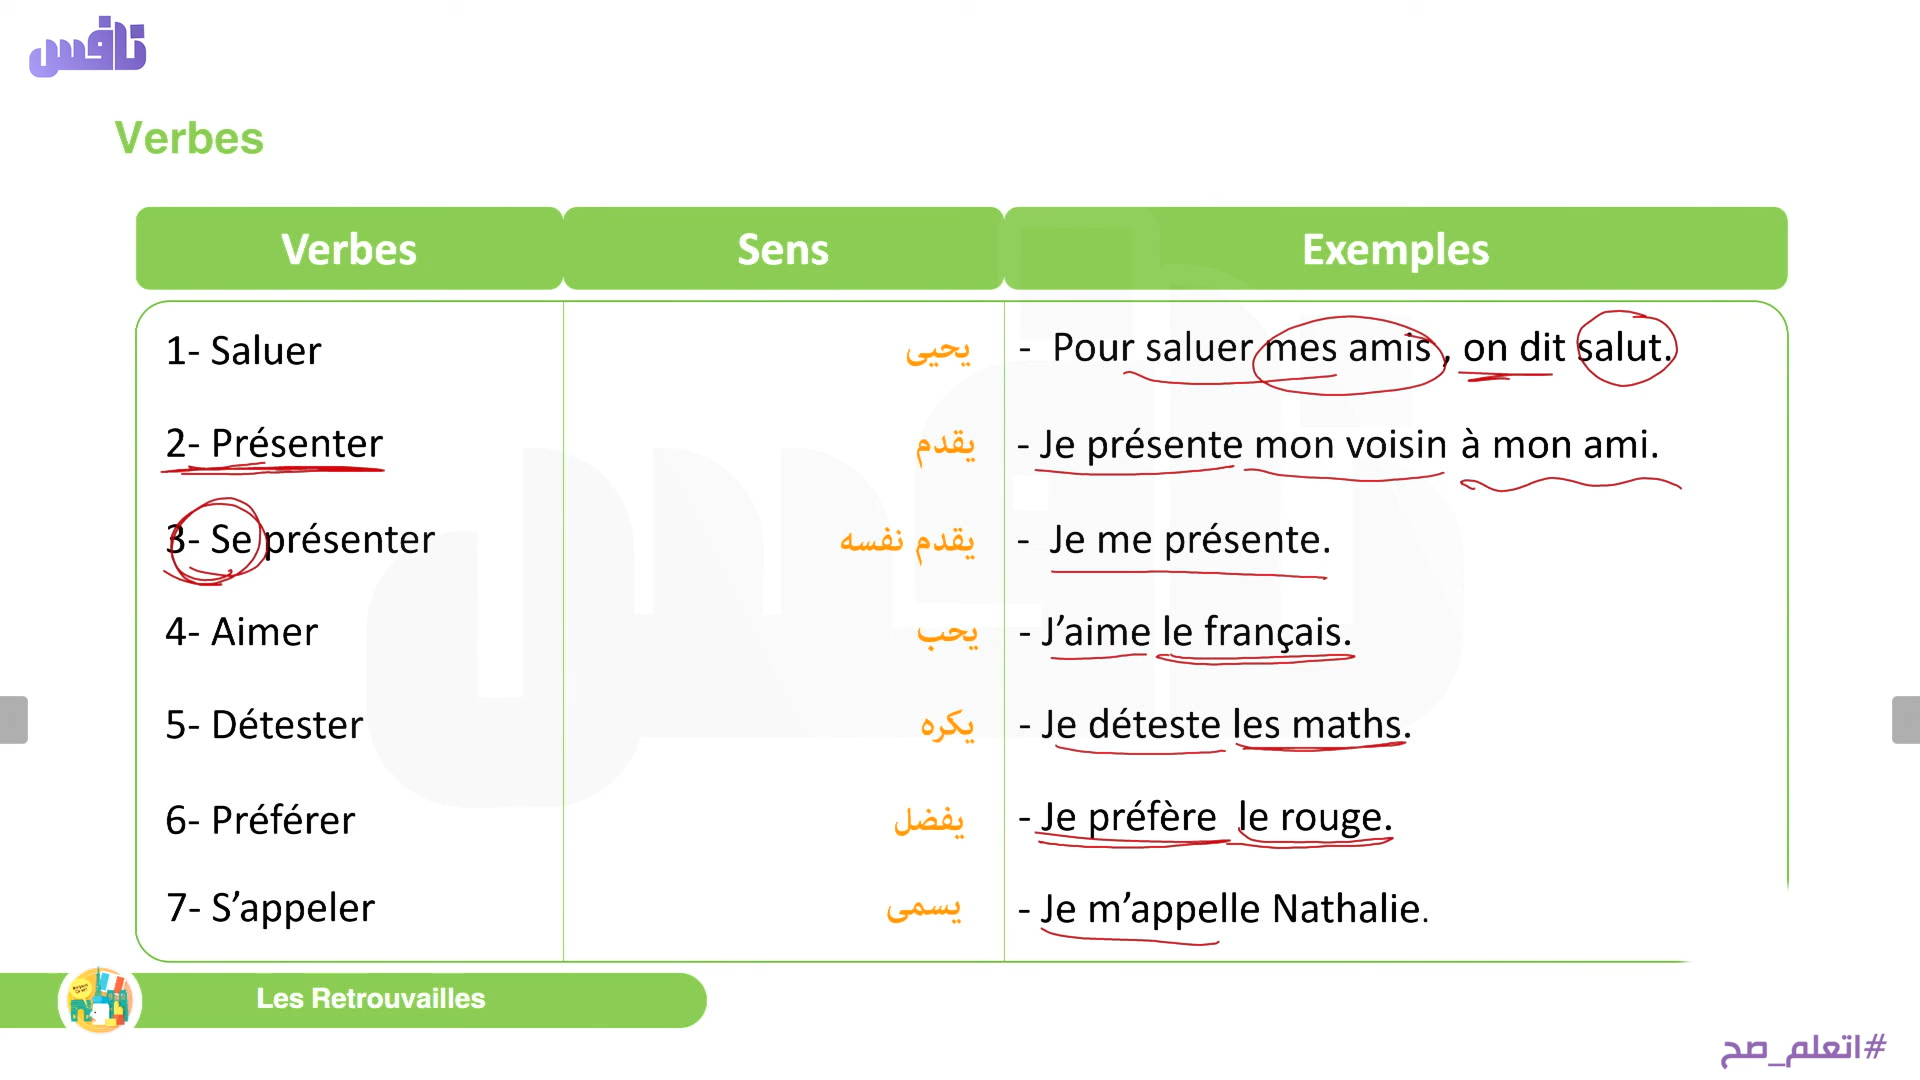 نافس
Verbes
Verbes Sens Exemples
1- Saluer يحيى - Pour saluer mes amis , on dit salut.
2- Présenter يقدم - Je présente mon voisin à mon ami.
3- Se présenter يقدم نفسه - Je me présente.
4- Aimer يحب - J’aime le français.
5- Détester يكره - Je déteste les maths.
6- Préférer يفضل - Je préfère le rouge.
7- S’appeler يسمى - Je m’appelle Nathalie.
Les Retrouvailles
#اتعلم_صح